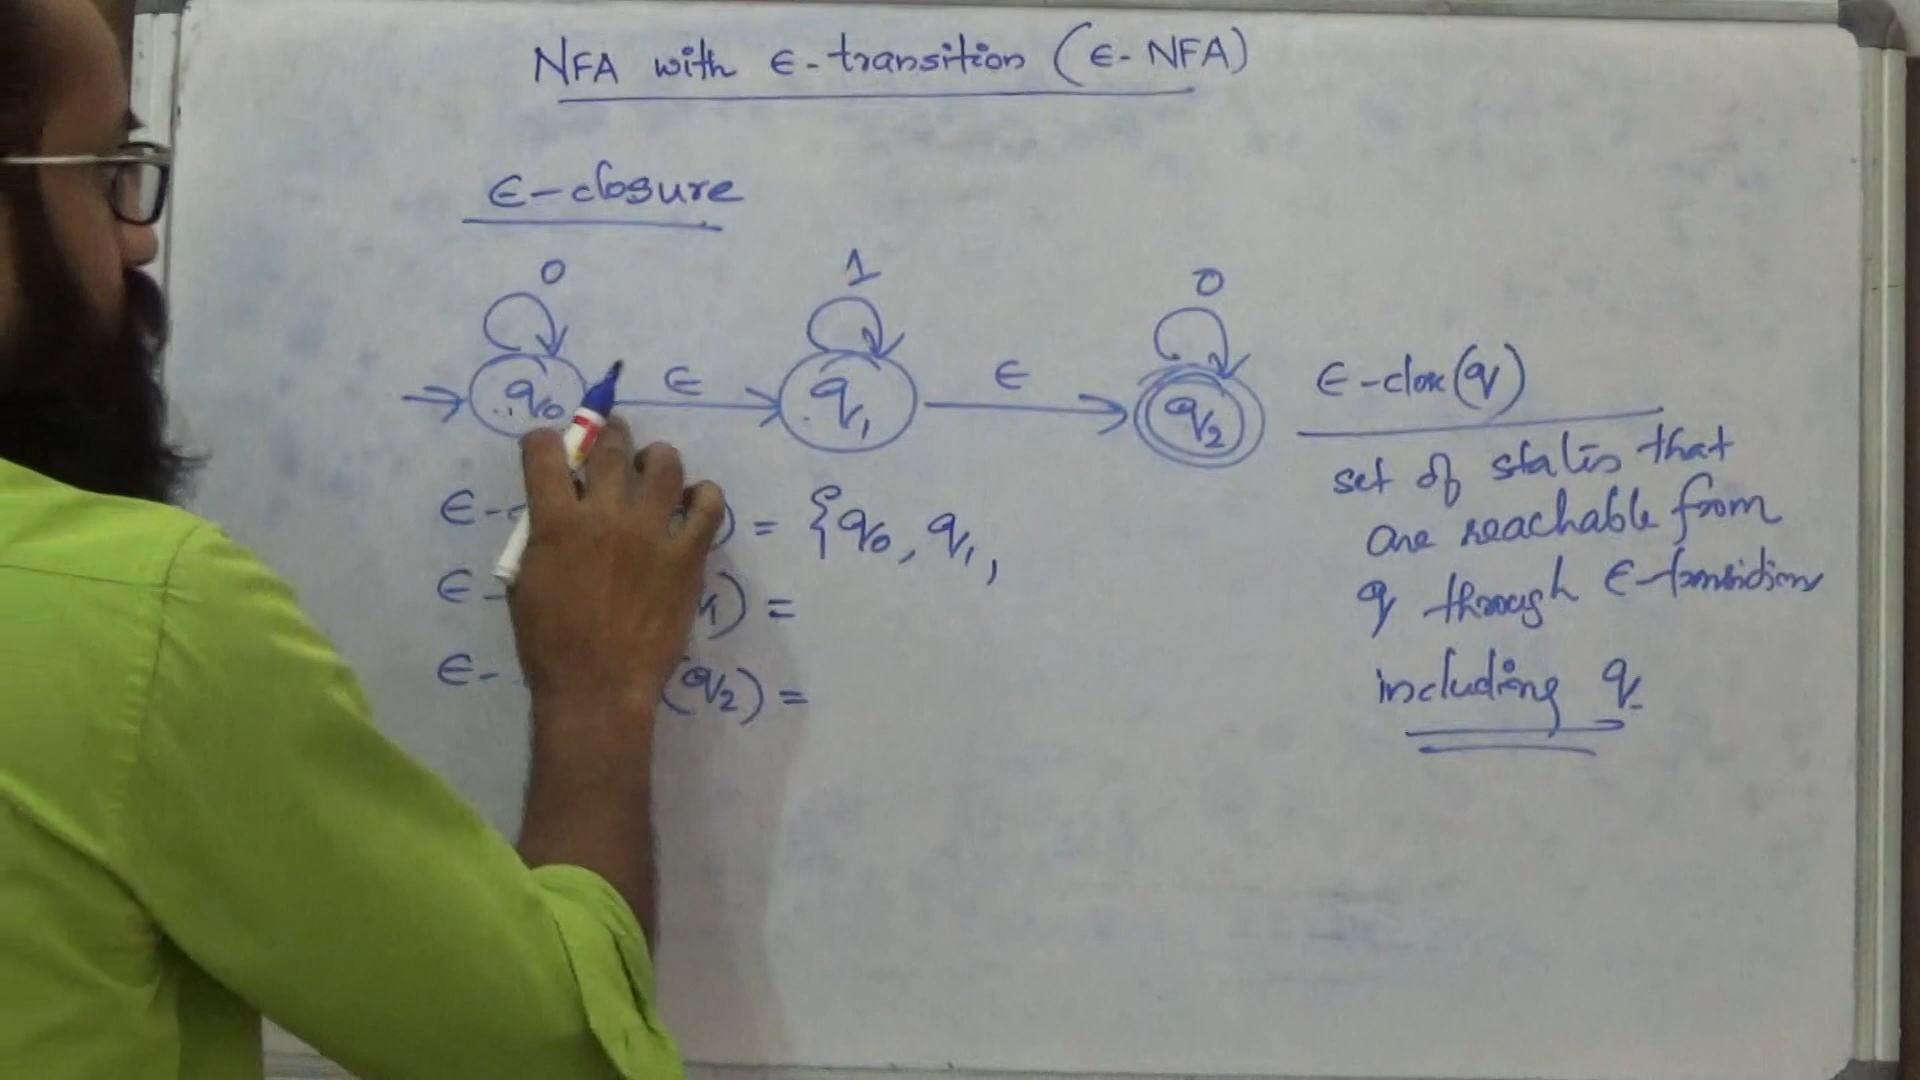 NFA with ϵ-transition (ϵ-NFA)
ϵ-closure
0 1 0
q0 ϵ q1 ϵ q2
ϵ-clox(q)
set of states that
are reachable from
q through ϵ-transitions
including q
ϵ- ) = {q0, q1,
ϵ- 1) =
ϵ- (q2) =